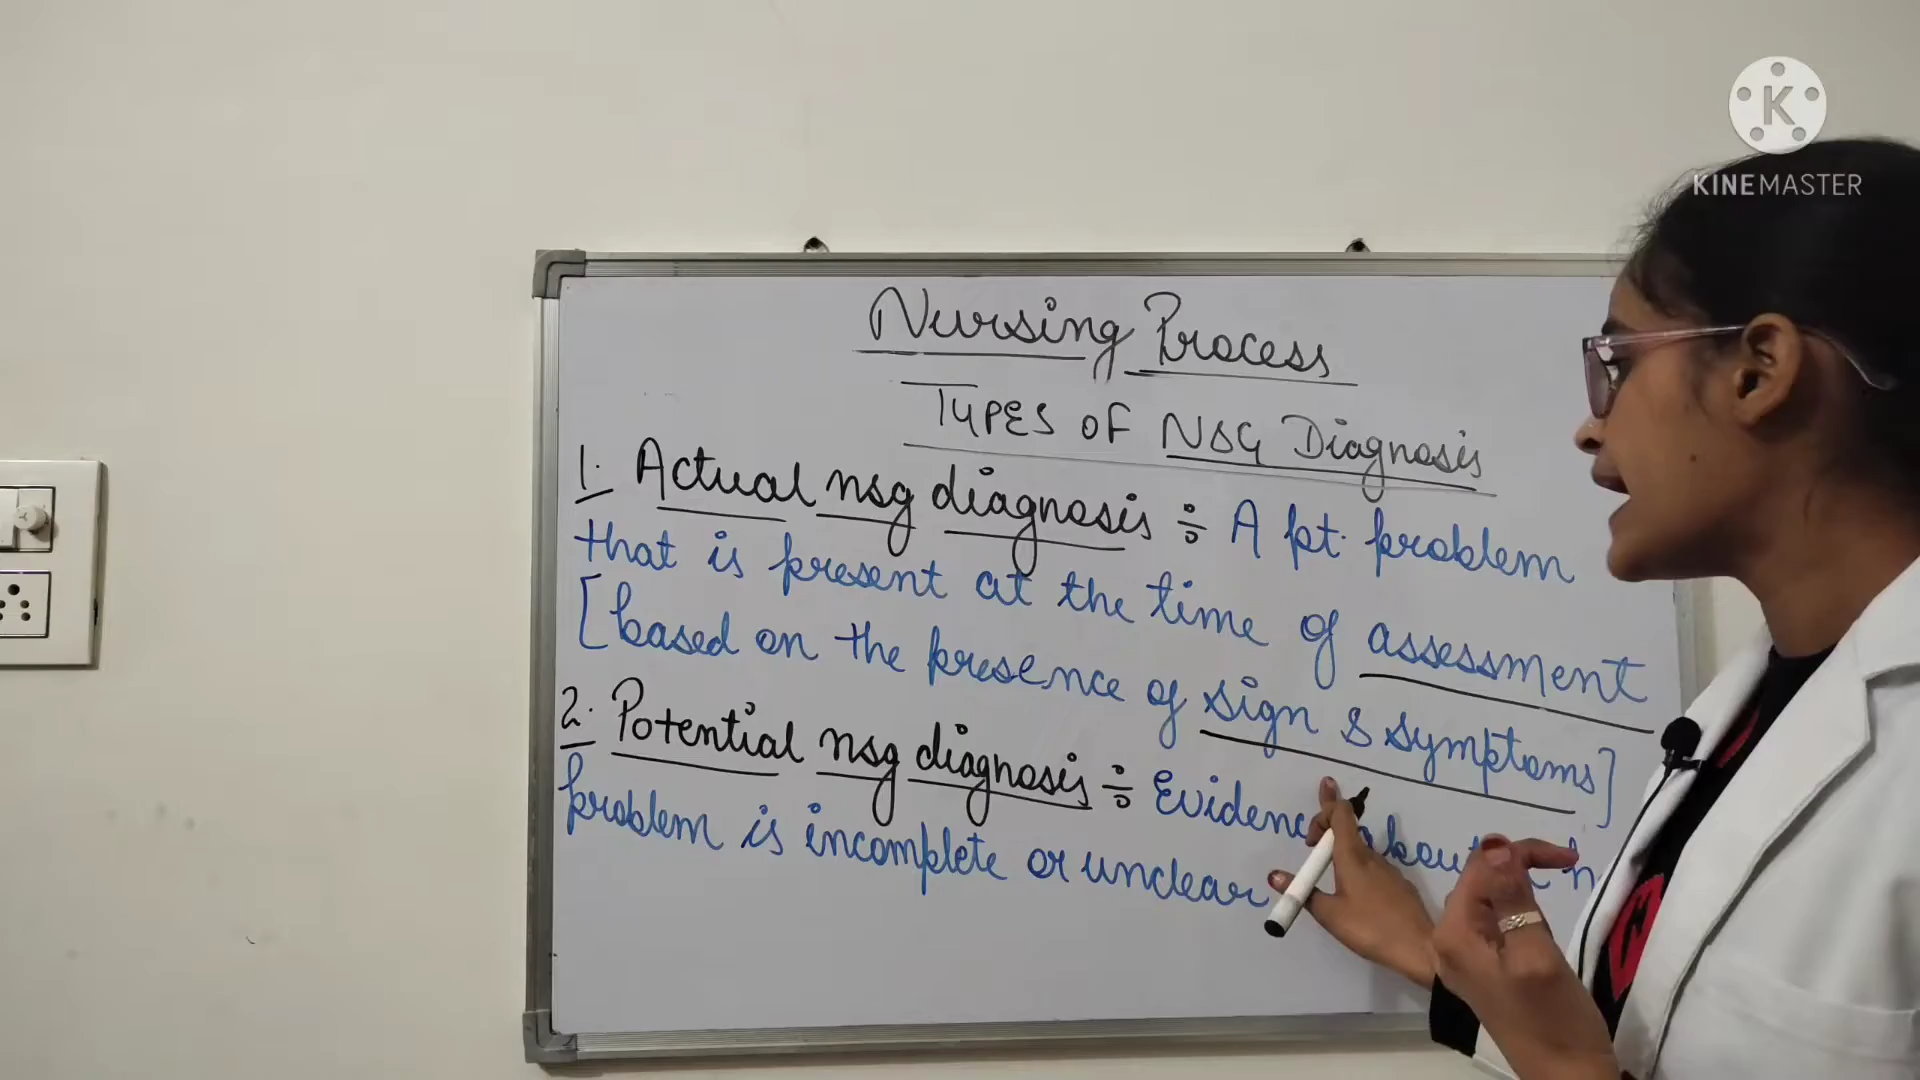 K
KINEMASTER
Nursing Process
TYPES OF NSG Diagnosis
1. Actual nsg diagnosis ÷ A pt. problem
that is present at the time of assessment
[based on the presence of sign & symptoms]
2. Potential nsg diagnosis ÷ Evidence about
problem is incomplete or unclear